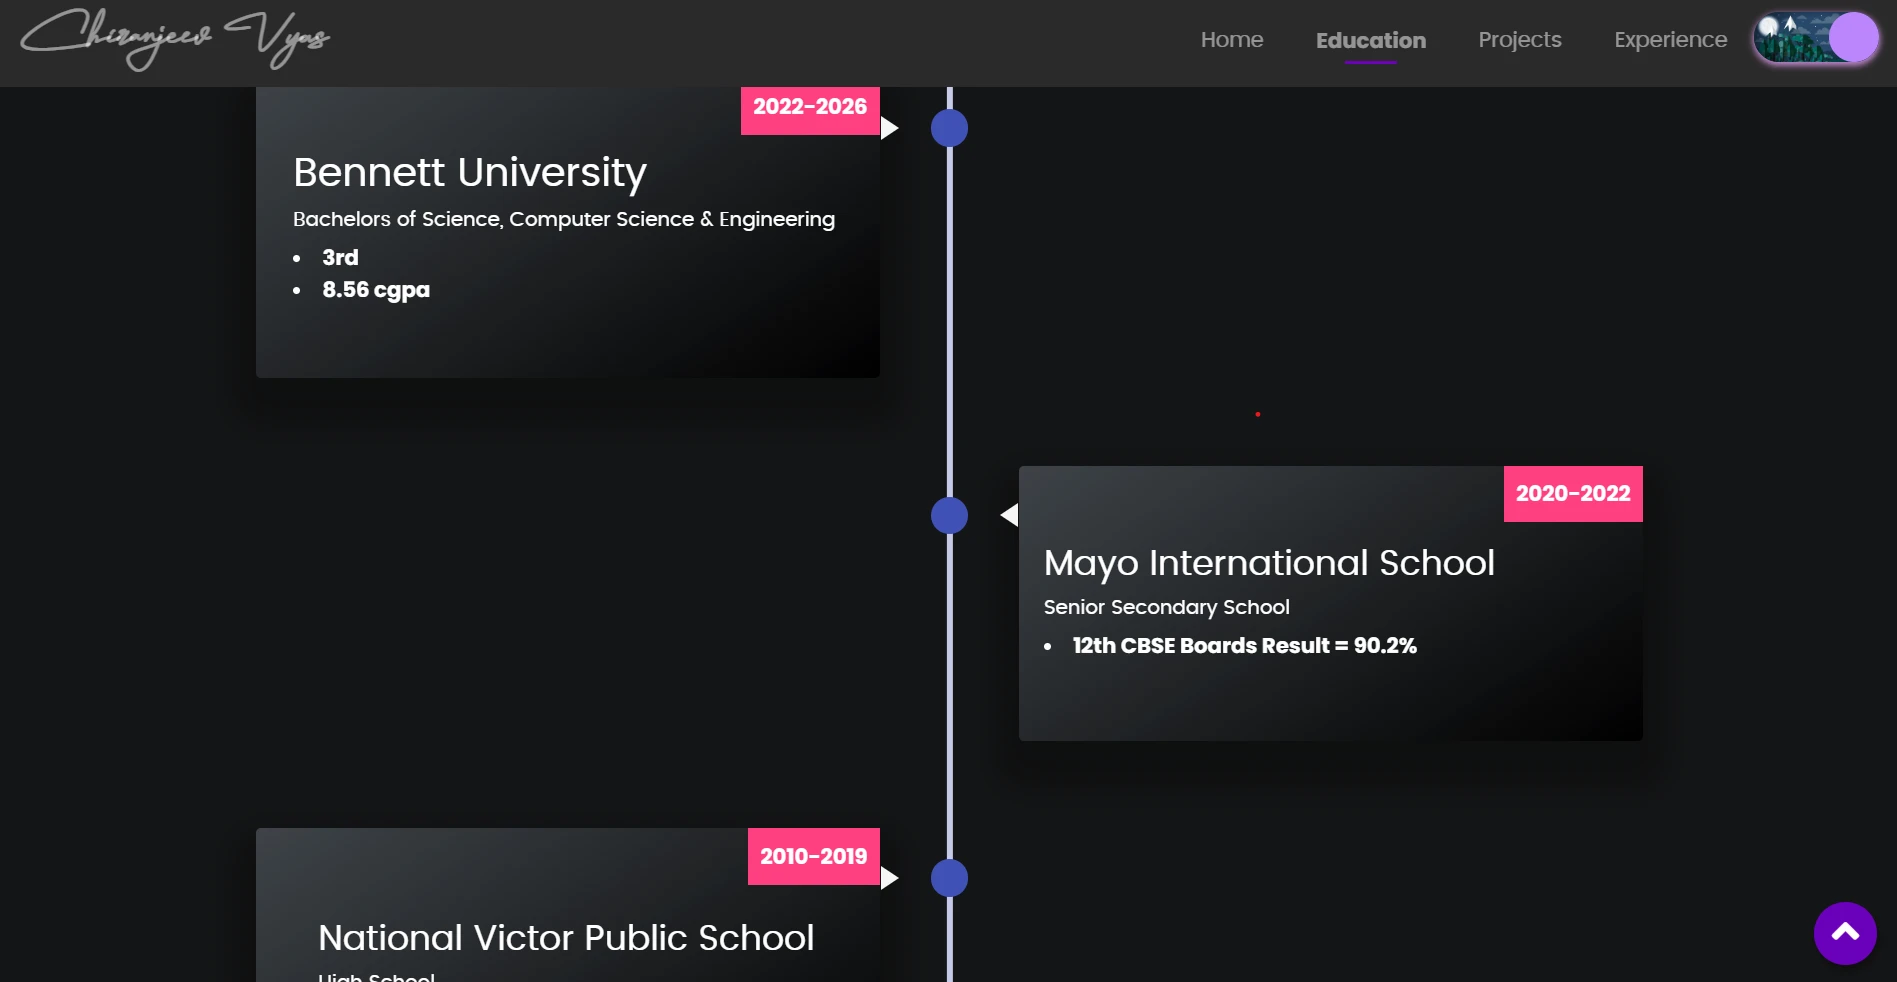 Chiranjeev Vyas
Home
Education
Projects
Experience
2022-2026
Bennett University
Bachelors of Science, Computer Science & Engineering
• 3rd
• 8.56 cgpa
2020-2022
Mayo International School
Senior Secondary School
• 12th CBSE Boards Result = 90.2%
2010-2019
National Victor Public School
High School